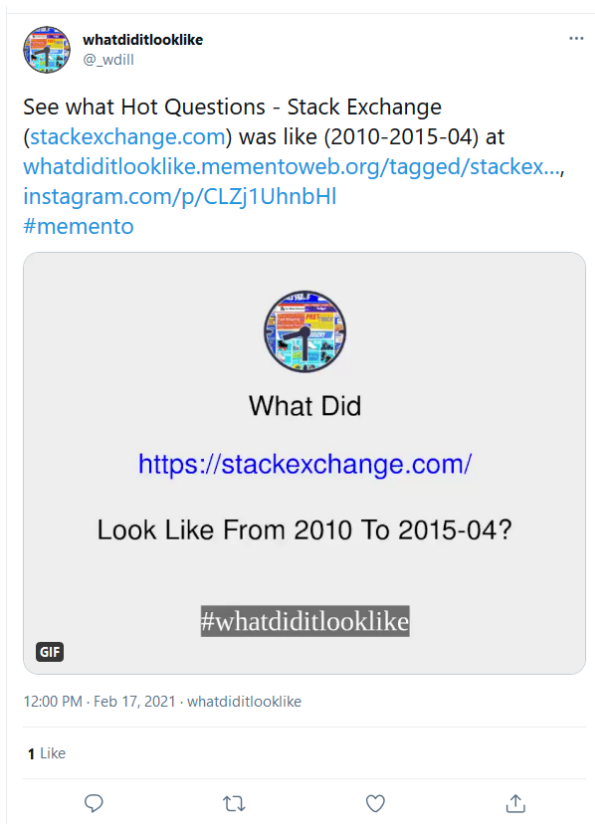 whatdiditlooklike
@_wdill
See what Hot Questions - Stack Exchange
(stackexchange.com) was like (2010-2015-04) at
whatdiditlooklike.mementoweb.org/tagged/stackex...,
instagram.com/p/CLZj1UhnbHl
#memento
What Did
https://stackexchange.com/
Look Like From 2010 To 2015-04?
#whatdiditlooklike
GIF
12:00 PM · Feb 17, 2021 · whatdiditlooklike
1 Like